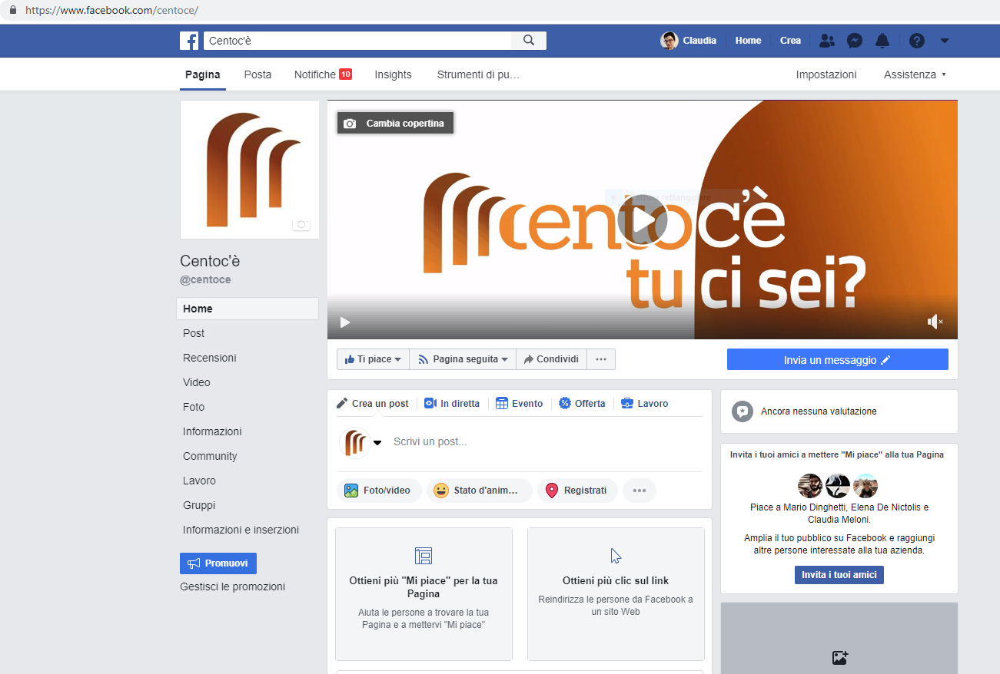 https://www.facebook.com/centoce/
Centoc'è
Claudia
Home
Crea
Pagina
Posta
Notifiche 10
Insights
Strumenti di pu…
Impostazioni
Assistenza
Cambia copertina
centoc'è
tu ci sei?
Centoc'è
@centoce
Home
Post
Recensioni
Video
Foto
Informazioni
Community
Lavoro
Gruppi
Informazioni e inserzioni
Promuovi
Gestisci le promozioni
Ti piace
Pagina seguita
Condividi
Invia un messaggio
Crea un post
In diretta
Evento
Offerta
Lavoro
Scrivi un post...
Foto/video
Stato d'anim…
Registrati
Ottieni più "Mi piace" per la tua
Pagina
Aiuta le persone a trovare la tua
Pagina e a mettervi "Mi piace"
Ottieni più clic sul link
Reindirizza le persone da Facebook a
un sito Web
Ancora nessuna valutazione
Invita i tuoi amici a mettere "Mi piace" alla tua Pagina
Piace a Mario Dinghetti, Elena De Nictolis e
Claudia Meloni.
Amplia il tuo pubblico su Facebook e raggiungi
altre persone interessate alla tua azienda.
Invita i tuoi amici